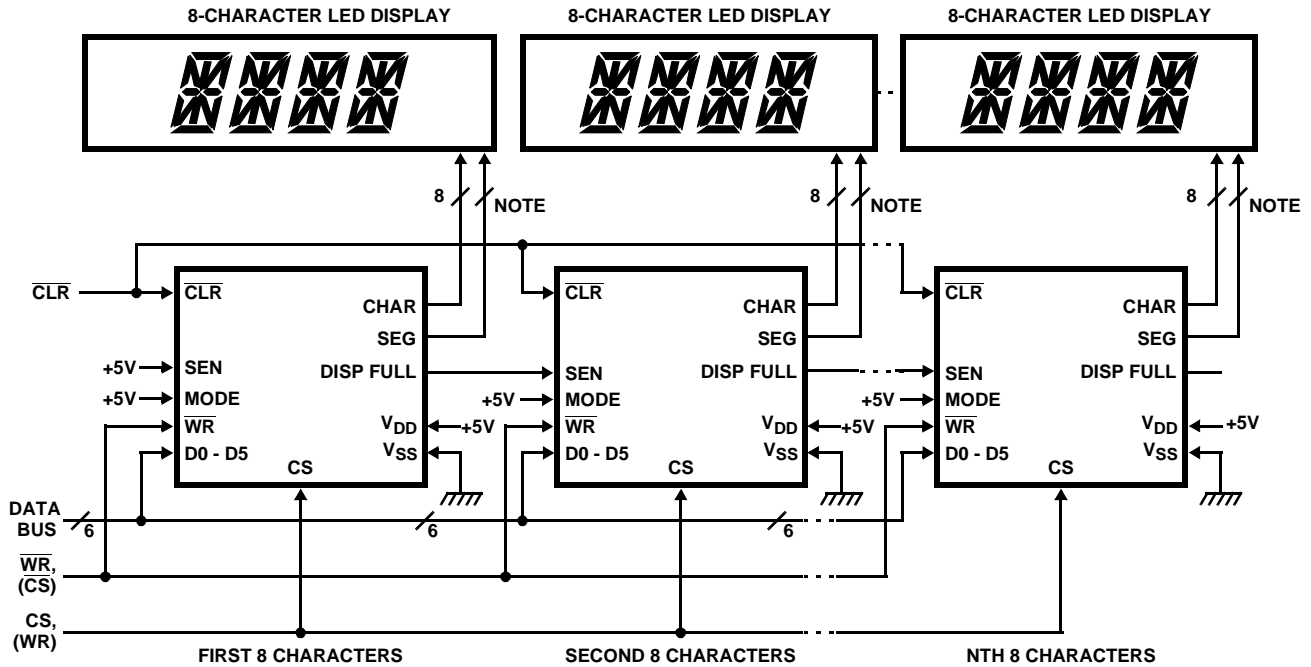 8-CHARACTER LED DISPLAY
8-CHARACTER LED DISPLAY
8-CHARACTER LED DISPLAY
8
NOTE
8
NOTE
8
NOTE
CLR
CLR
CHAR
SEG
+5V
SEN
DISP FULL
+5V
MODE
WR
VDD
+5V
D0 - D5
VSS
CS
CLR
CHAR
SEG
SEN
DISP FULL
+5V
MODE
WR
VDD
+5V
D0 - D5
VSS
CS
CLR
CHAR
SEG
SEN
DISP FULL
+5V
MODE
WR
VDD
+5V
D0 - D5
VSS
CS
DATA
BUS
6
6
6
WR,
(CS)
CS,
(WR)
FIRST 8 CHARACTERS
SECOND 8 CHARACTERS
NTH 8 CHARACTERS